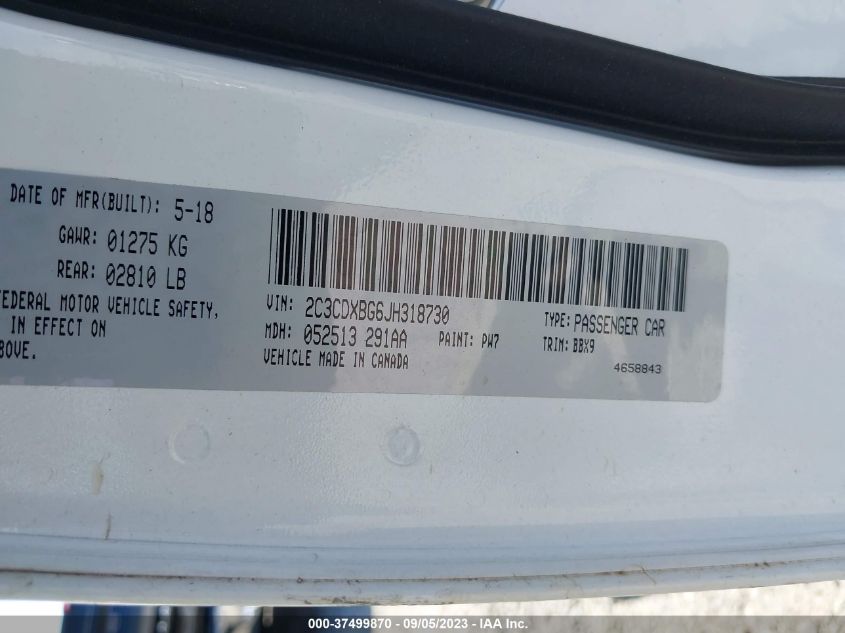 DATE OF MFR(BUILT): 5-18
GAWR: 01275 KG
REAR: 02810 LB
FEDERAL MOTOR VEHICLE SAFETY,
IN EFFECT ON
BOVE.
VIN: 2C3CDXBG6JH318730
MDH: 052513 291AA
PAINT: PW7
VEHICLE MADE IN CANADA
TYPE: PASSENGER CAR
TRIM: BBX9
4658843
000-37499870 - 09/05/2023 - IAA Inc.